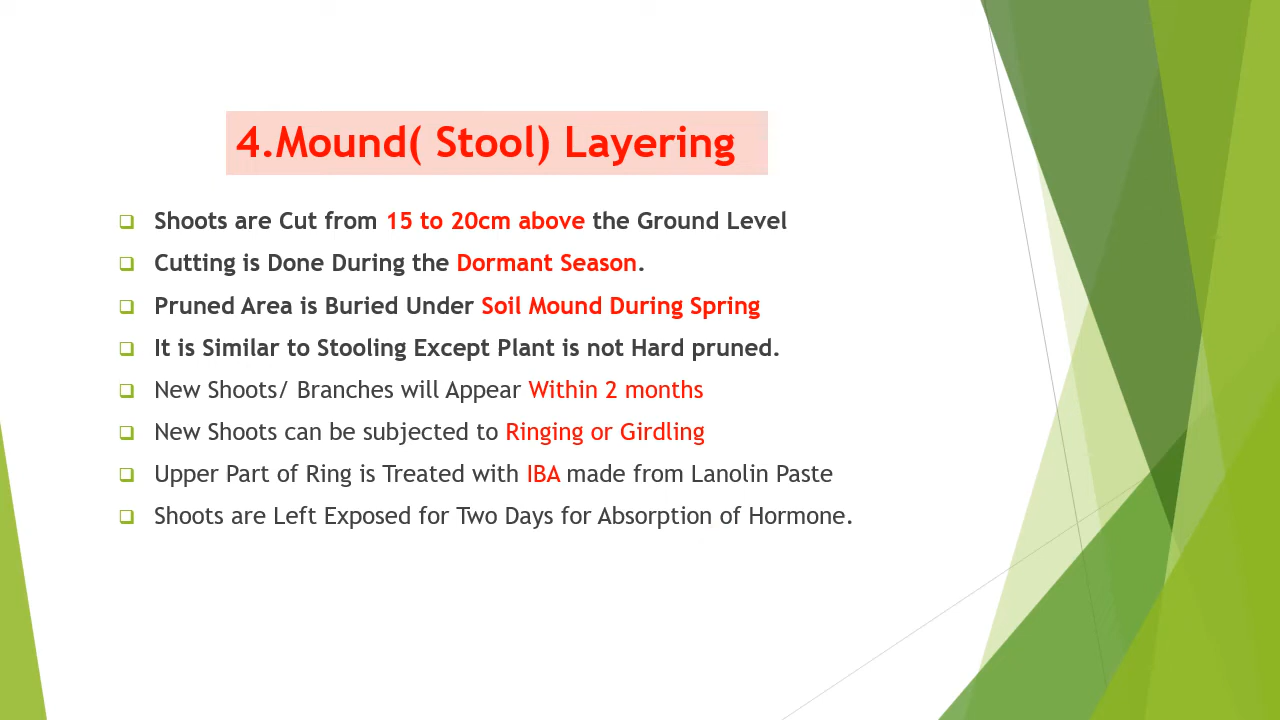 4.Mound( Stool) Layering
Shoots are Cut from 15 to 20cm above the Ground Level
Cutting is Done During the Dormant Season.
Pruned Area is Buried Under Soil Mound During Spring
It is Similar to Stooling Except Plant is not Hard pruned.
New Shoots/ Branches will Appear Within 2 months
New Shoots can be subjected to Ringing or Girdling
Upper Part of Ring is Treated with IBA made from Lanolin Paste
Shoots are Left Exposed for Two Days for Absorption of Hormone.